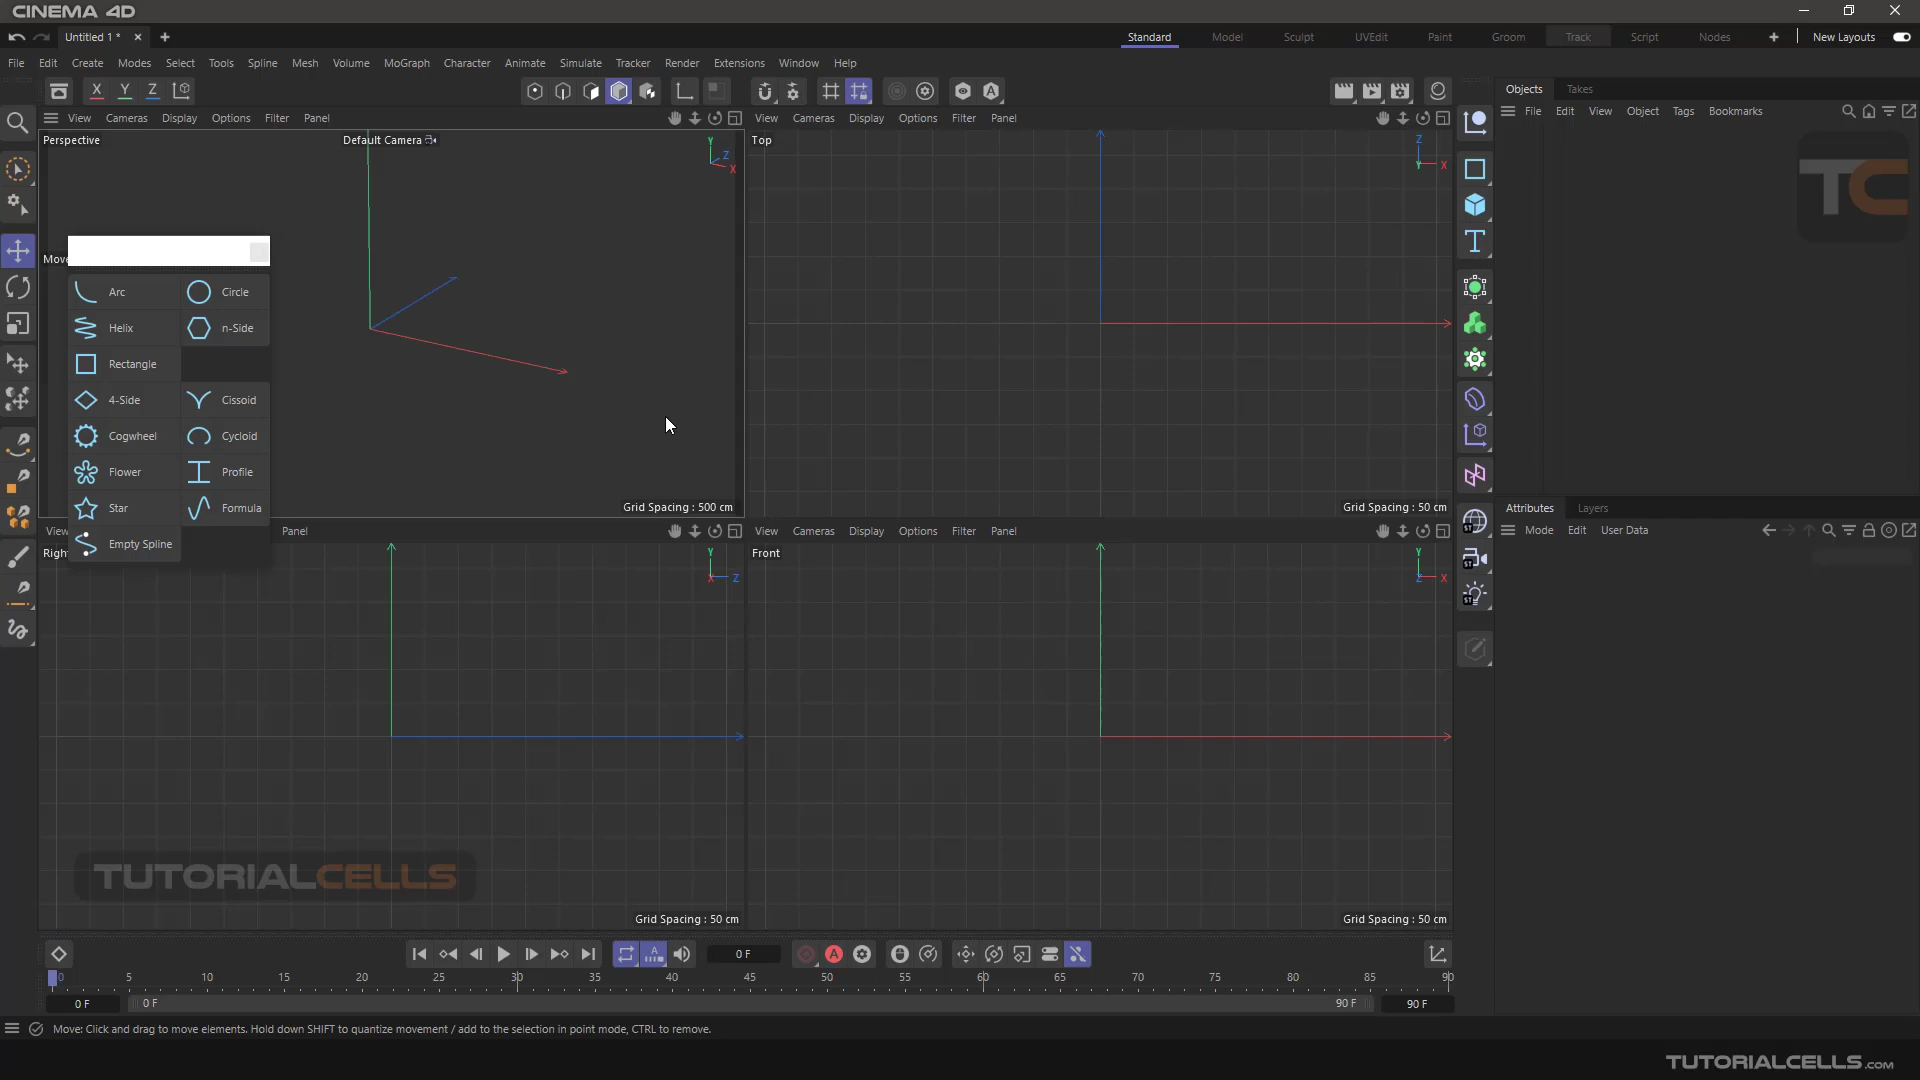 CINEMA 4D
Untitled 1 *
Standard Model Sculpt UVEdit Paint Groom Track Script Nodes New Layouts
File Edit Create Modes Select Tools Spline Mesh Volume MoGraph Character Animate Simulate Tracker Render Extensions Window Help
X Y Z
Objects Takes
File Edit View Object Tags Bookmarks
View Cameras Display Options Filter Panel
View Cameras Display Options Filter Panel
Perspective
Default Camera
Y Z X
Top
Z Y X
TC
Move
Arc Circle
Helix n-Side
Rectangle
4-Side Cissoid
Cogwheel Cycloid
Flower Profile
Star Formula
Empty Spline
Grid Spacing : 500 cm
Grid Spacing : 50 cm
Attributes Layers
Mode Edit User Data
View Panel
View Cameras Display Options Filter Panel
Right
Y X Z
Front
Y Z X
ST
ST
ST
TUTORIALCELLS
Grid Spacing : 50 cm
Grid Spacing : 50 cm
0 F
0 5 10 15 20 25 30 35 40 45 50 55 60 65 70 75 80 85 90
0 F 0 F 90 F 90 F
Move: Click and drag to move elements. Hold down SHIFT to quantize movement / add to the selection in point mode, CTRL to remove.
TUTORIALCELLS.com